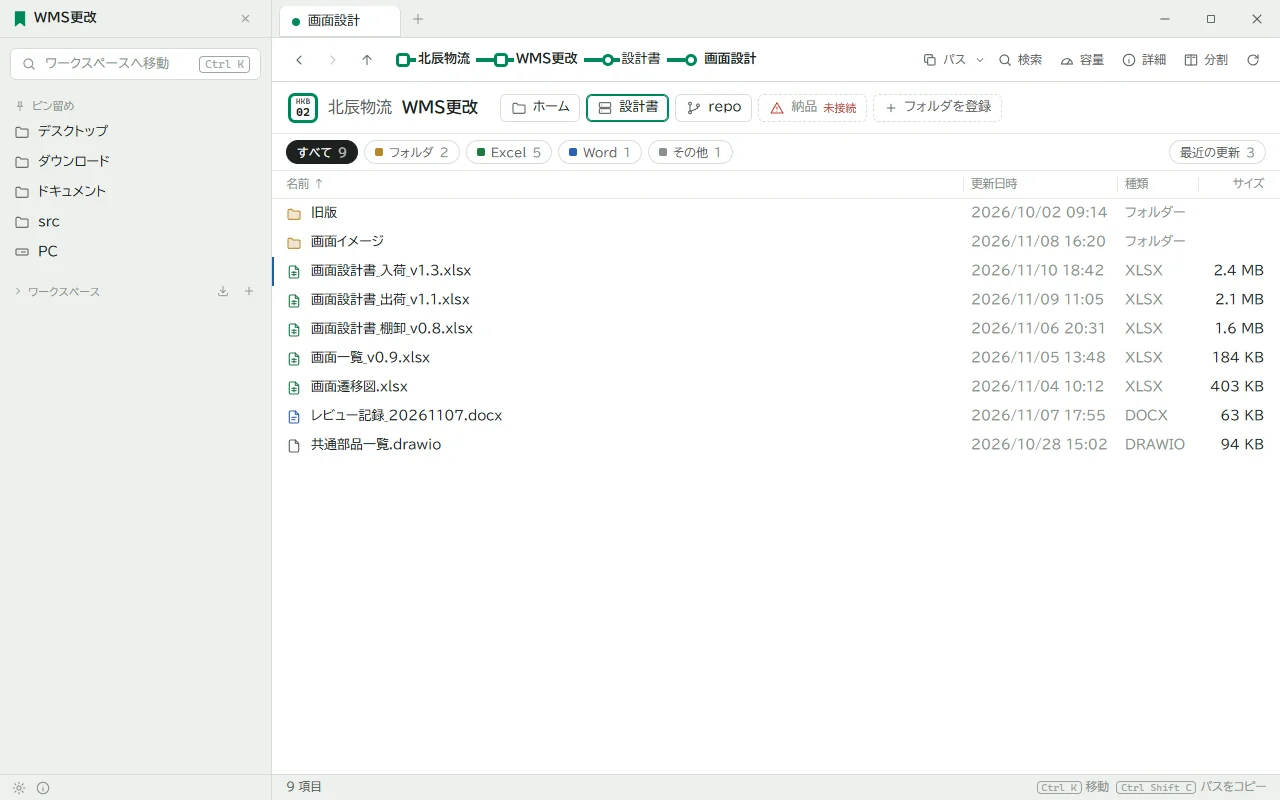 WMS更改
画面設計
ワークスペースへ移動 Ctrl K
北辰物流 WMS更改 設計書 画面設計
パス 検索 容量 詳細 分割
ピン留め
デスクトップ
ダウンロード
ドキュメント
src
PC
ワークスペース
HKB 02 北辰物流 WMS更改 ホーム 設計書 repo 納品 未接続 フォルダを登録
すべて 9 フォルダ 2 Excel 5 Word 1 その他 1 最近の更新 3
名前 ↑ 更新日時 種類 サイズ
旧版 2026/10/02 09:14 フォルダー
画面イメージ 2026/11/08 16:20 フォルダー
画面設計書_入荷_v1.3.xlsx 2026/11/10 18:42 XLSX 2.4 MB
画面設計書_出荷_v1.1.xlsx 2026/11/09 11:05 XLSX 2.1 MB
画面設計書_棚卸_v0.8.xlsx 2026/11/06 20:31 XLSX 1.6 MB
画面一覧_v0.9.xlsx 2026/11/05 13:48 XLSX 184 KB
画面遷移図.xlsx 2026/11/04 10:12 XLSX 403 KB
レビュー記録_20261107.docx 2026/11/07 17:55 DOCX 63 KB
共通部品一覧.drawio 2026/10/28 15:02 DRAWIO 94 KB
9 項目 Ctrl K 移動 Ctrl Shift C パスをコピー